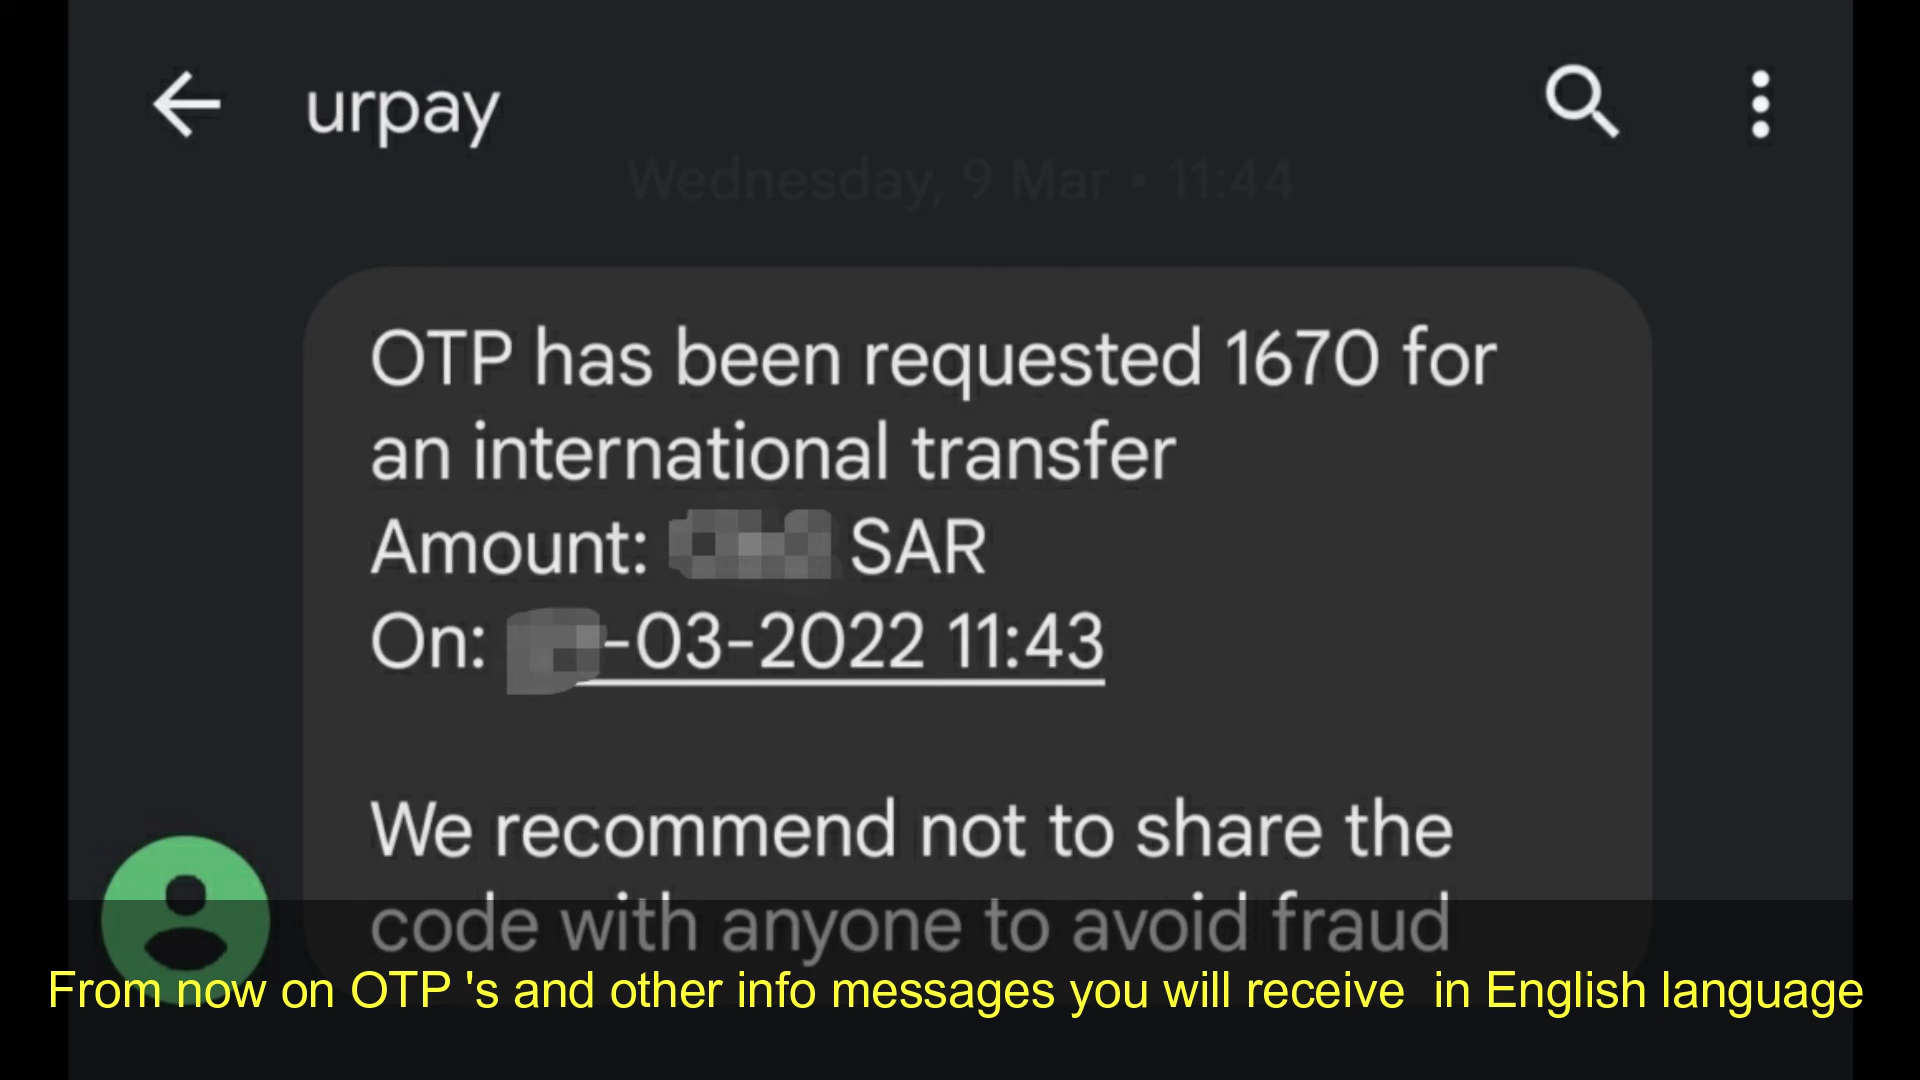 urpay
Wednesday, 9 Mar • 11:44
OTP has been requested 1670 for
an international transfer
Amount: SAR
On: -03-2022 11:43
We recommend not to share the
code with anyone to avoid fraud
From now on OTP 's and other info messages you will receive  in English language